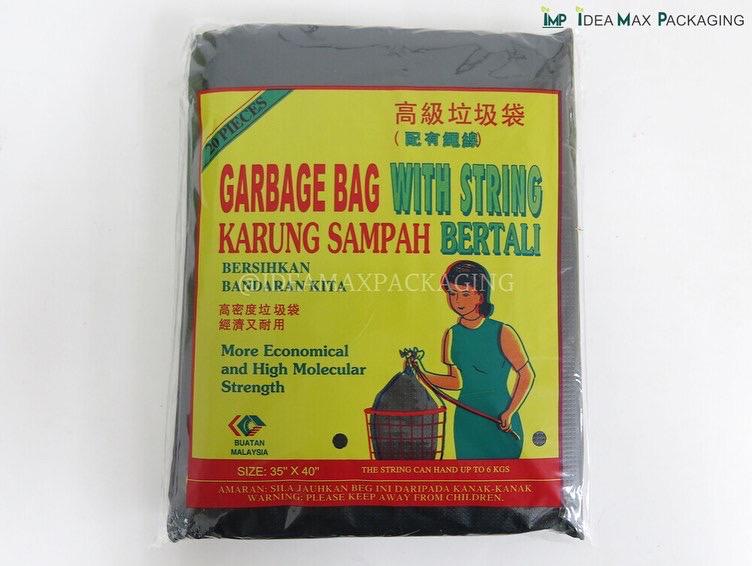 IMP IDEA MAX PACKAGING
20 PIECES
高級垃圾袋
(配有繩線)
GARBAGE BAG WITH STRING
KARUNG SAMPAH BERTALI
BERSIHKAN
BANDARAN KITA
@IDEAMAXPACKAGING
高密度垃圾袋
經濟又耐用
More Economical
and High Molecular
Strength
BUATAN
MALAYSIA
SIZE: 35" X 40" THE STRING CAN HAND UP TO 6 KGS
AMARAN: SILA JAUHKAN BEG INI DARIPADA KANAK-KANAK
WARNING: PLEASE KEEP AWAY FROM CHILDREN.